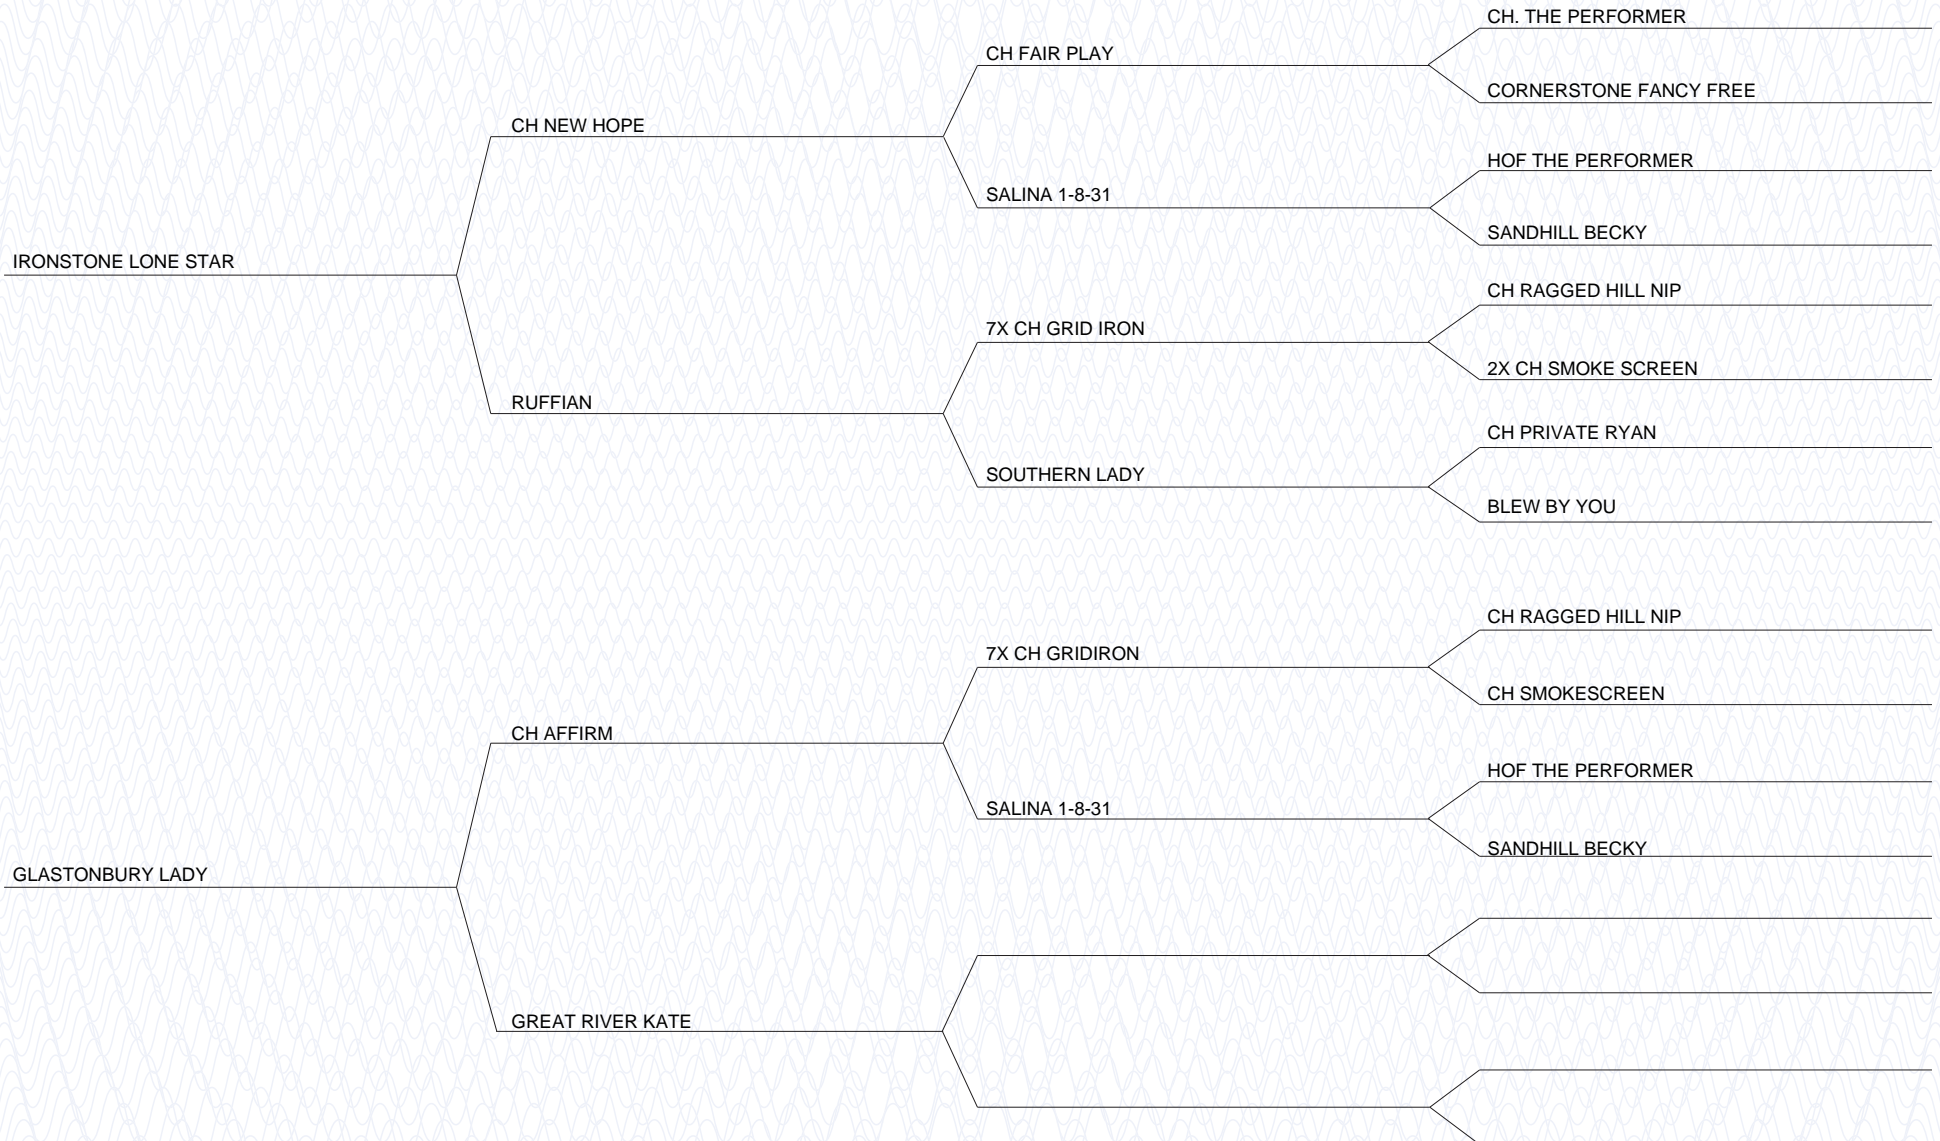 CH. THE PERFORMER
CH FAIR PLAY
CORNERSTONE FANCY FREE
CH NEW HOPE
HOF THE PERFORMER
SALINA 1-8-31
SANDHILL BECKY
IRONSTONE LONE STAR
CH RAGGED HILL NIP
7X CH GRID IRON
2X CH SMOKE SCREEN
RUFFIAN
CH PRIVATE RYAN
SOUTHERN LADY
BLEW BY YOU
CH RAGGED HILL NIP
7X CH GRIDIRON
CH SMOKESCREEN
CH AFFIRM
HOF THE PERFORMER
SALINA 1-8-31
SANDHILL BECKY
GLASTONBURY LADY
GREAT RIVER KATE